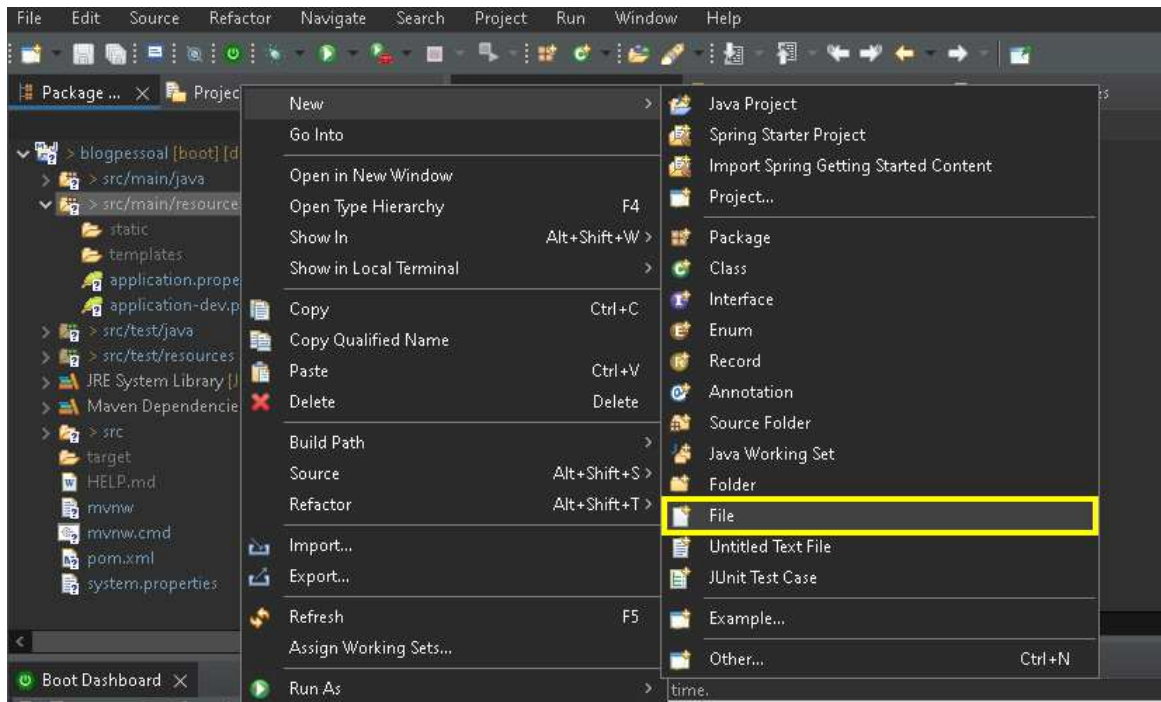 File Edit Source Refactor Navigate Search Project Run Window Help
Package ... Projec
> blogpessoal [boot] [d
> src/main/java
> src/main/resource
static
templates
application.prope
application-dev.p
> src/test/java
> src/test/resources
JRE System Library [J
Maven Dependencie
> src
target
HELP.md
mvnw
mvnw.cmd
pom.xml
system.properties
Boot Dashboard
New >
Go Into
Open in New Window
Open Type Hierarchy F4
Show In Alt+Shift+W >
Show in Local Terminal >
Copy Ctrl+C
Copy Qualified Name
Paste Ctrl+V
Delete Delete
Build Path >
Source Alt+Shift+S >
Refactor Alt+Shift+T >
Import...
Export...
Refresh F5
Assign Working Sets...
Run As >
Java Project
Spring Starter Project
Import Spring Getting Started Content
Project...
Package
Class
Interface
Enum
Record
Annotation
Source Folder
Java Working Set
Folder
File
Untitled Text File
JUnit Test Case
Example...
Other... Ctrl+N
time.